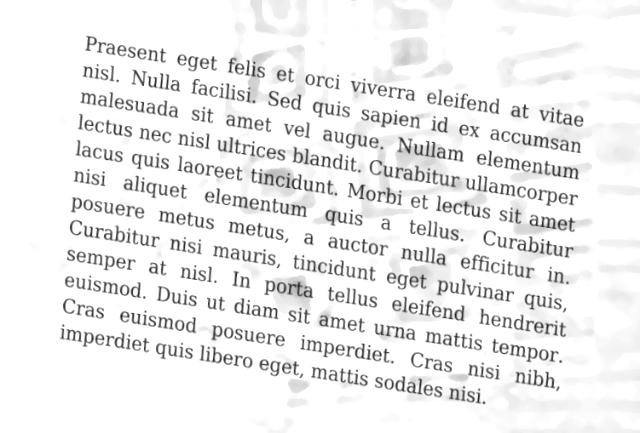 Praesent eget felis et orci viverra eleifend at vitae
nisl. Nulla facilisi. Sed quis sapien id ex accumsan
malesuada sit amet vel augue. Nullam elementum
lectus nec nisl ultrices blandit. Curabitur ullamcorper
lacus quis laoreet tincidunt. Morbi et lectus sit amet
nisi aliquet elementum quis a tellus. Curabitur
posuere metus metus, a auctor nulla efficitur in.
Curabitur nisi mauris, tincidunt eget pulvinar quis,
semper at nisl. In porta tellus eleifend hendrerit
euismod. Duis ut diam sit amet urna mattis tempor.
Cras euismod posuere imperdiet. Cras nisi nibh,
imperdiet quis libero eget, mattis sodales nisi.